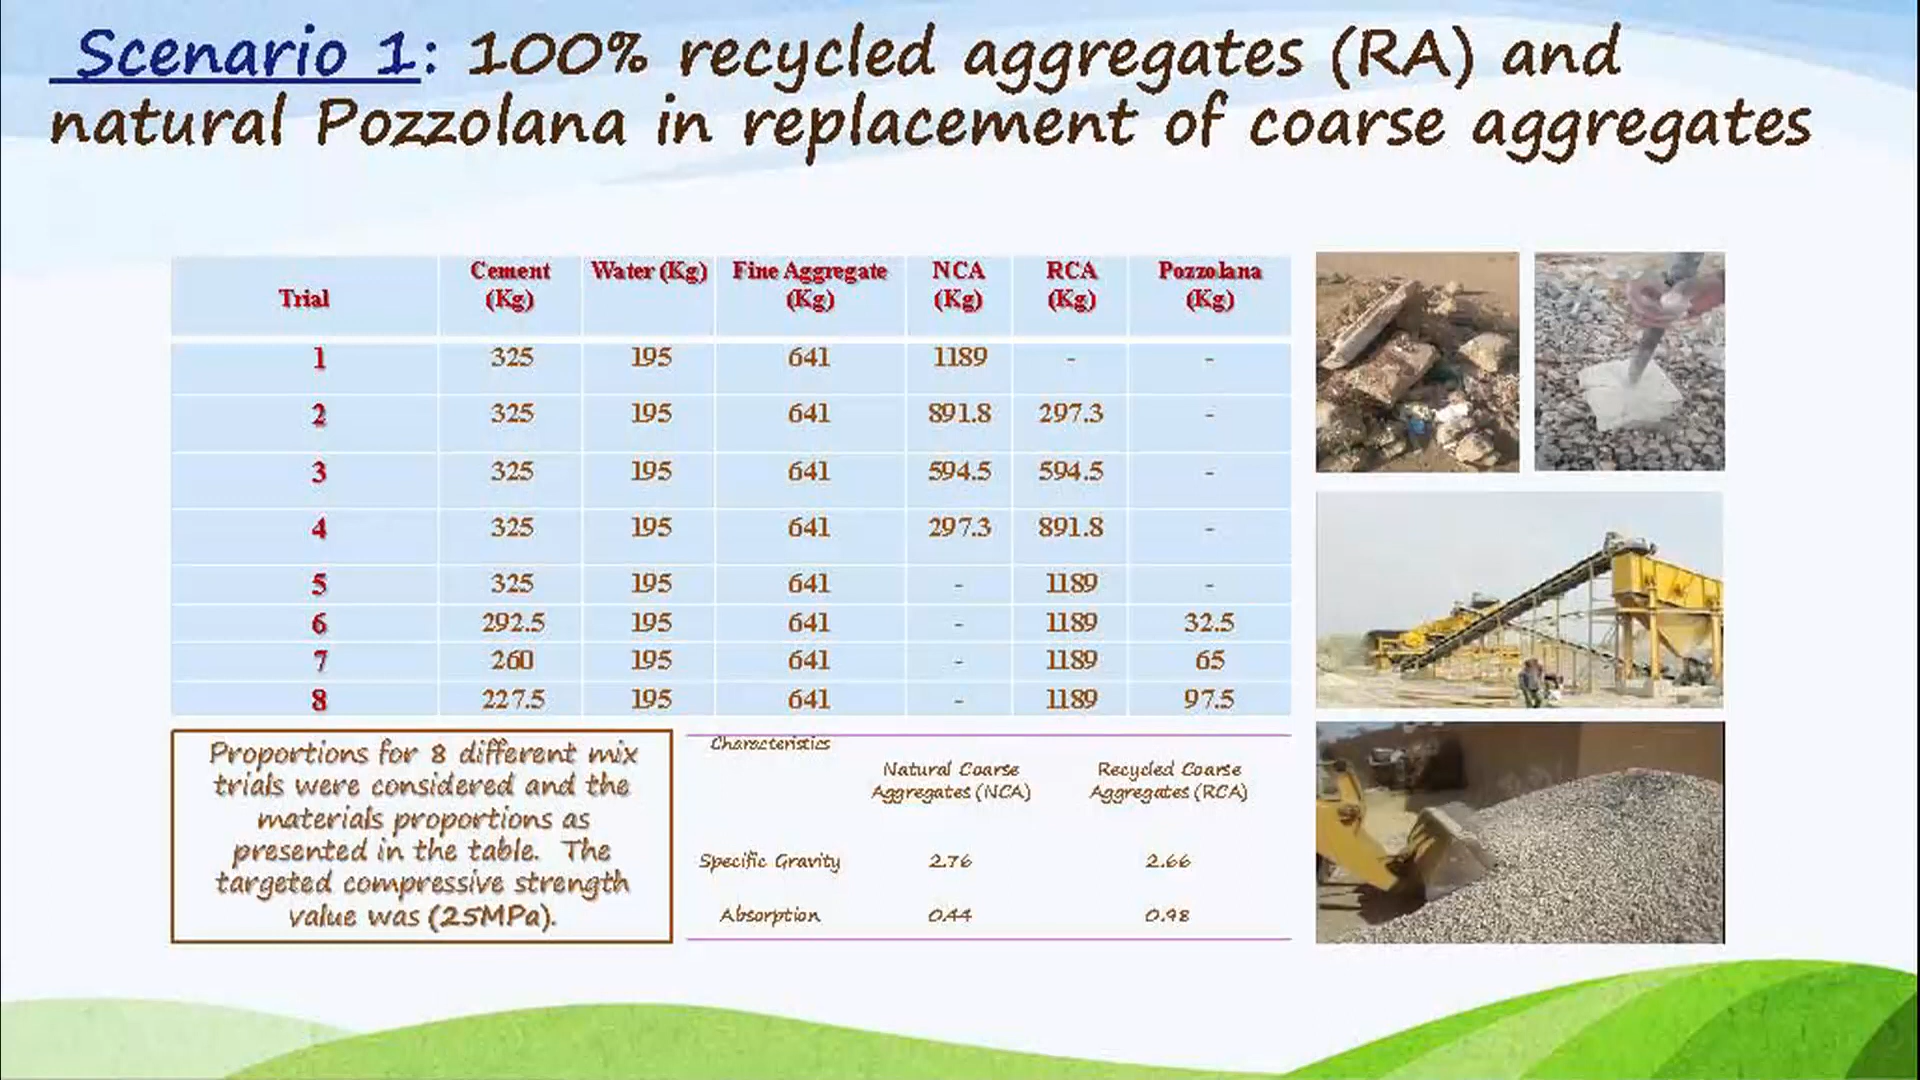 Scenario 1: 100% recycled aggregates (RA) and
natural Pozzolana in replacement of coarse aggregates
Trial Cement (Kg) Water (Kg) Fine Aggregate (Kg) NCA (Kg) RCA (Kg) Pozzolana (Kg)
1 325 195 641 1189 - -
2 325 195 641 891.8 297.3 -
3 325 195 641 594.5 594.5 -
4 325 195 641 297.3 891.8 -
5 325 195 641 - 1189 -
6 292.5 195 641 - 1189 32.5
7 260 195 641 - 1189 65
8 227.5 195 641 - 1189 97.5
Proportions for 8 different mix
trials were considered and the
materials proportions as
presented in the table. The
targeted compressive strength
value was (25MPa).
Characteristics
Natural Coarse Aggregates (NCA) Recycled Coarse Aggregates (RCA)
Specific Gravity 2.76 2.66
Absorption 0.44 0.98